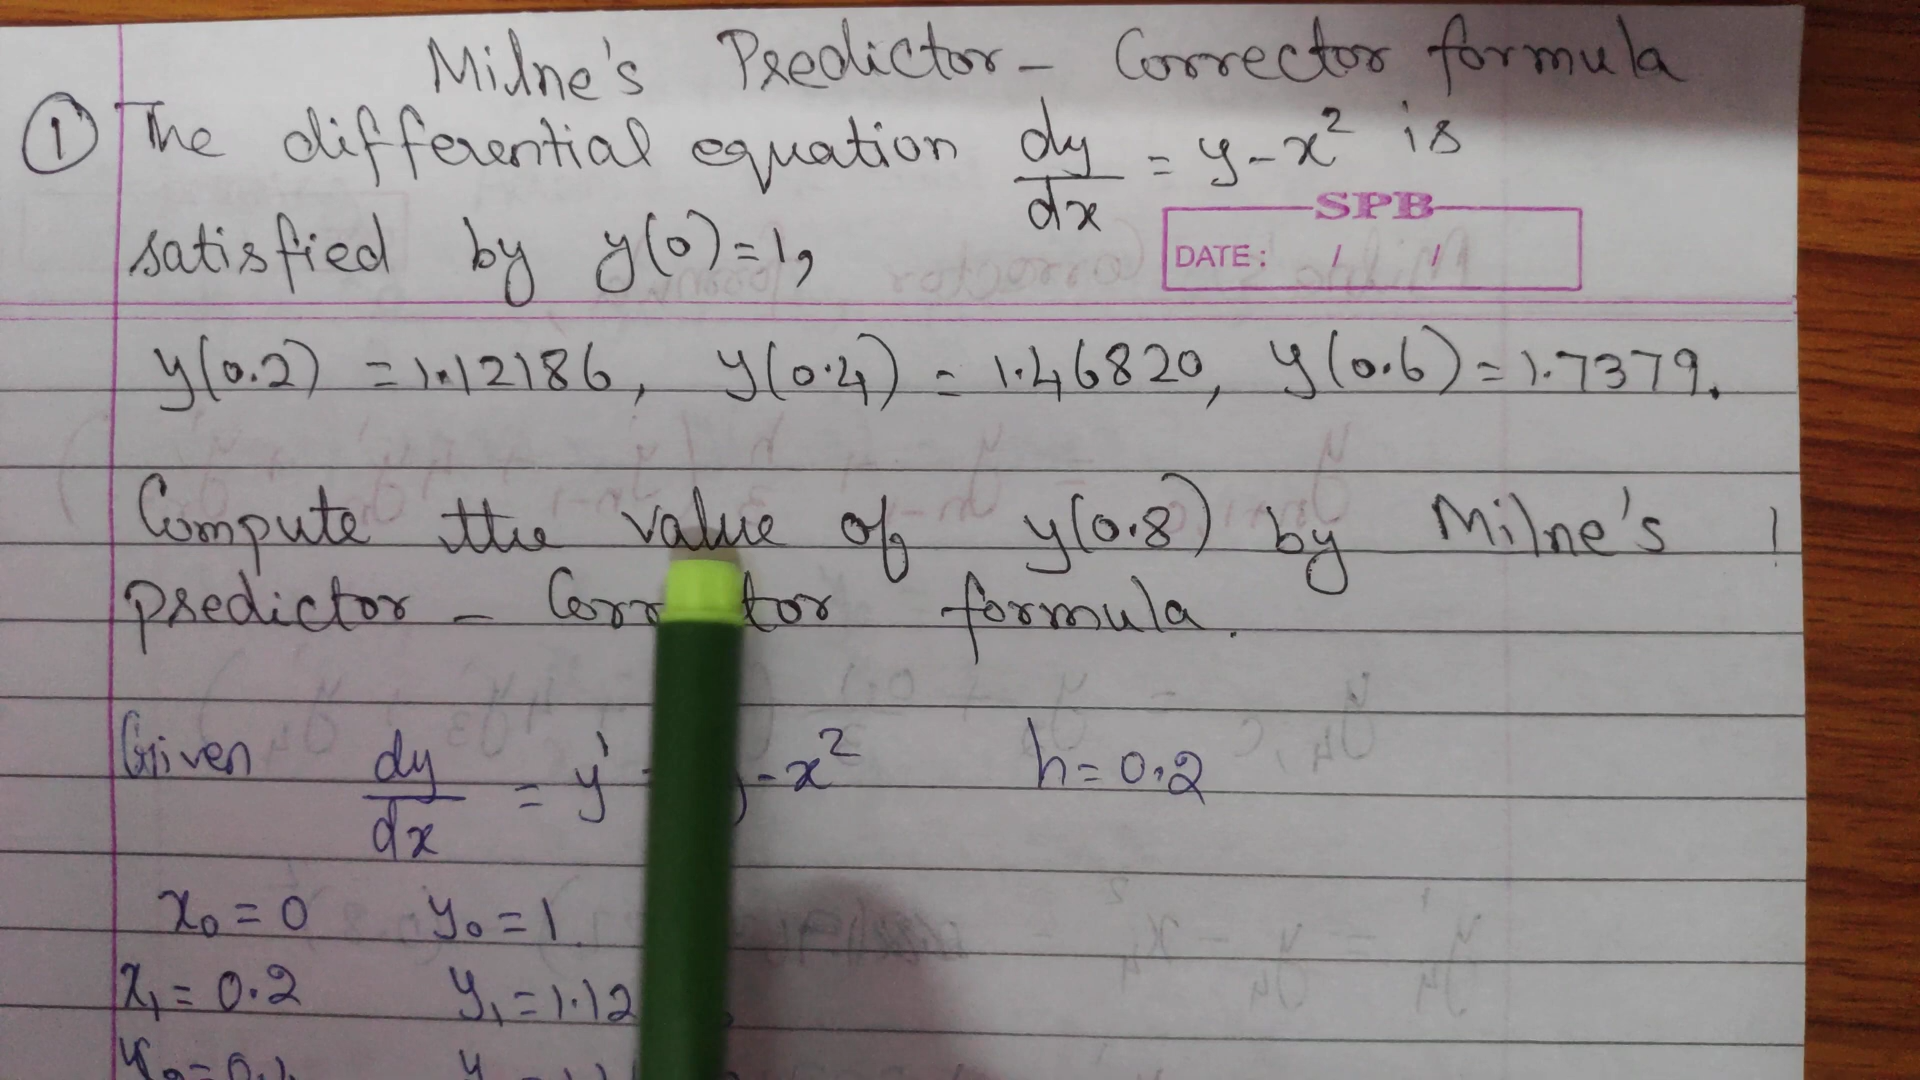 Milne's Predictor - Corrector formula
① The differential equation dy/dx = y - x² is
SPB
satisfied by y(0)=1,
DATE: / /
y(0.2) = 1.12186, y(0.4) = 1.46820, y(0.6) = 1.7379.
Compute the value of y(0.8) by Milne's
predictor - formula.
Given dy/dx = y' - x² h = 0.2
x₀ = 0 y₀ = 1
x₁ = 0.2 y₁ = 1.12